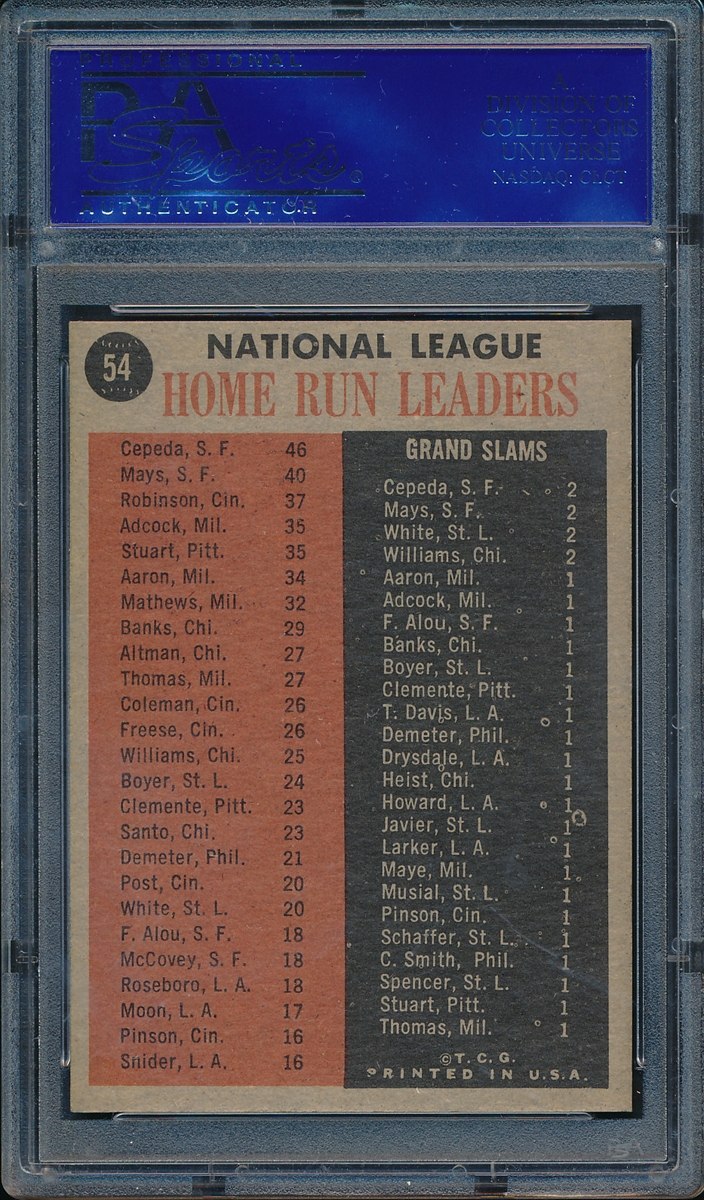 PROFESSIONAL
PSA
Sports®
AUTHENTICATOR
A
DIVISION OF
COLLECTORS
UNIVERSE
NASDAQ: CLCT
54
NATIONAL LEAGUE
HOME RUN LEADERS
Cepeda, S. F. 46
Mays, S. F. 40
Robinson, Cin. 37
Adcock, Mil. 35
Stuart, Pitt. 35
Aaron, Mil. 34
Mathews, Mil. 32
Banks, Chi. 29
Altman, Chi. 27
Thomas, Mil. 27
Coleman, Cin. 26
Freese, Cin. 26
Williams, Chi. 25
Boyer, St. L. 24
Clemente, Pitt. 23
Santo, Chi. 23
Demeter, Phil. 21
Post, Cin. 20
White, St. L. 20
F. Alou, S. F. 18
McCovey, S. F. 18
Roseboro, L. A. 18
Moon, L. A. 17
Pinson, Cin. 16
Snider, L. A. 16
GRAND SLAMS
Cepeda, S. F. 2
Mays, S. F. 2
White, St. L. 2
Williams, Chi. 2
Aaron, Mil. 1
Adcock, Mil. 1
F. Alou, S. F. 1
Banks, Chi. 1
Boyer, St. L. 1
Clemente, Pitt. 1
T. Davis, L. A. 1
Demeter, Phil. 1
Drysdale, L. A. 1
Heist, Chi. 1
Howard, L. A. 1
Javier, St. L. 1
Larker, L. A. 1
Maye, Mil. 1
Musial, St. L. 1
Pinson, Cin. 1
Schaffer, St. L. 1
C. Smith, Phil. 1
Spencer, St. L. 1
Stuart, Pitt. 1
Thomas, Mil. 1
©T. C. G.
PRINTED IN U.S.A.
PSA